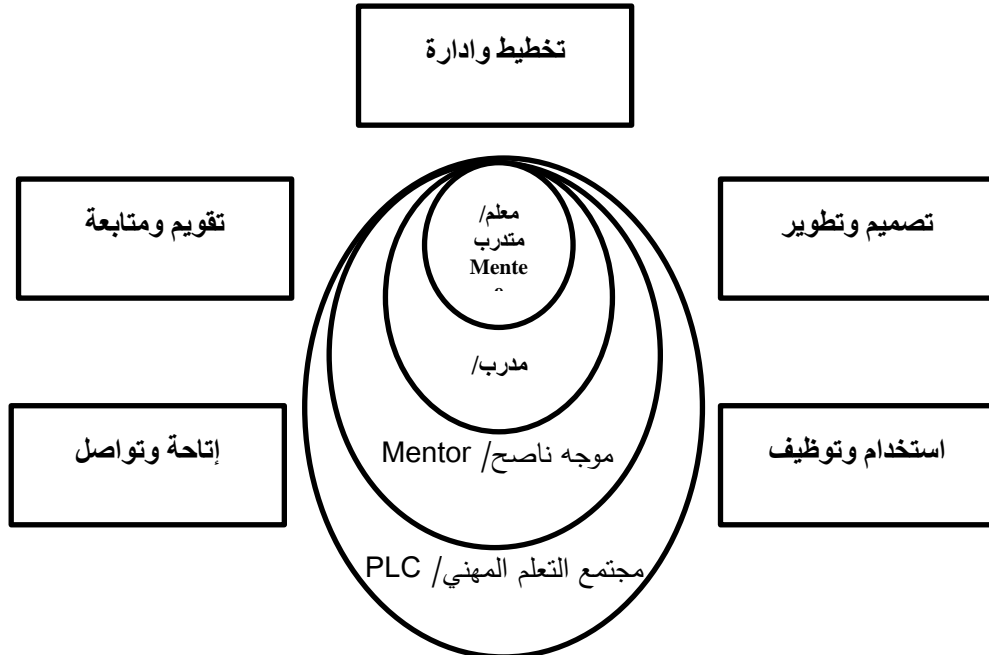 تخطيط وادارة
تقويم ومتابعة
تصميم وتطوير
معلم/
متدرب
Mente
مدرب/
إتاحة وتواصل
استخدام وتوظيف
موجه ناصح/ Mentor
مجتمع التعلم المهني/ PLC